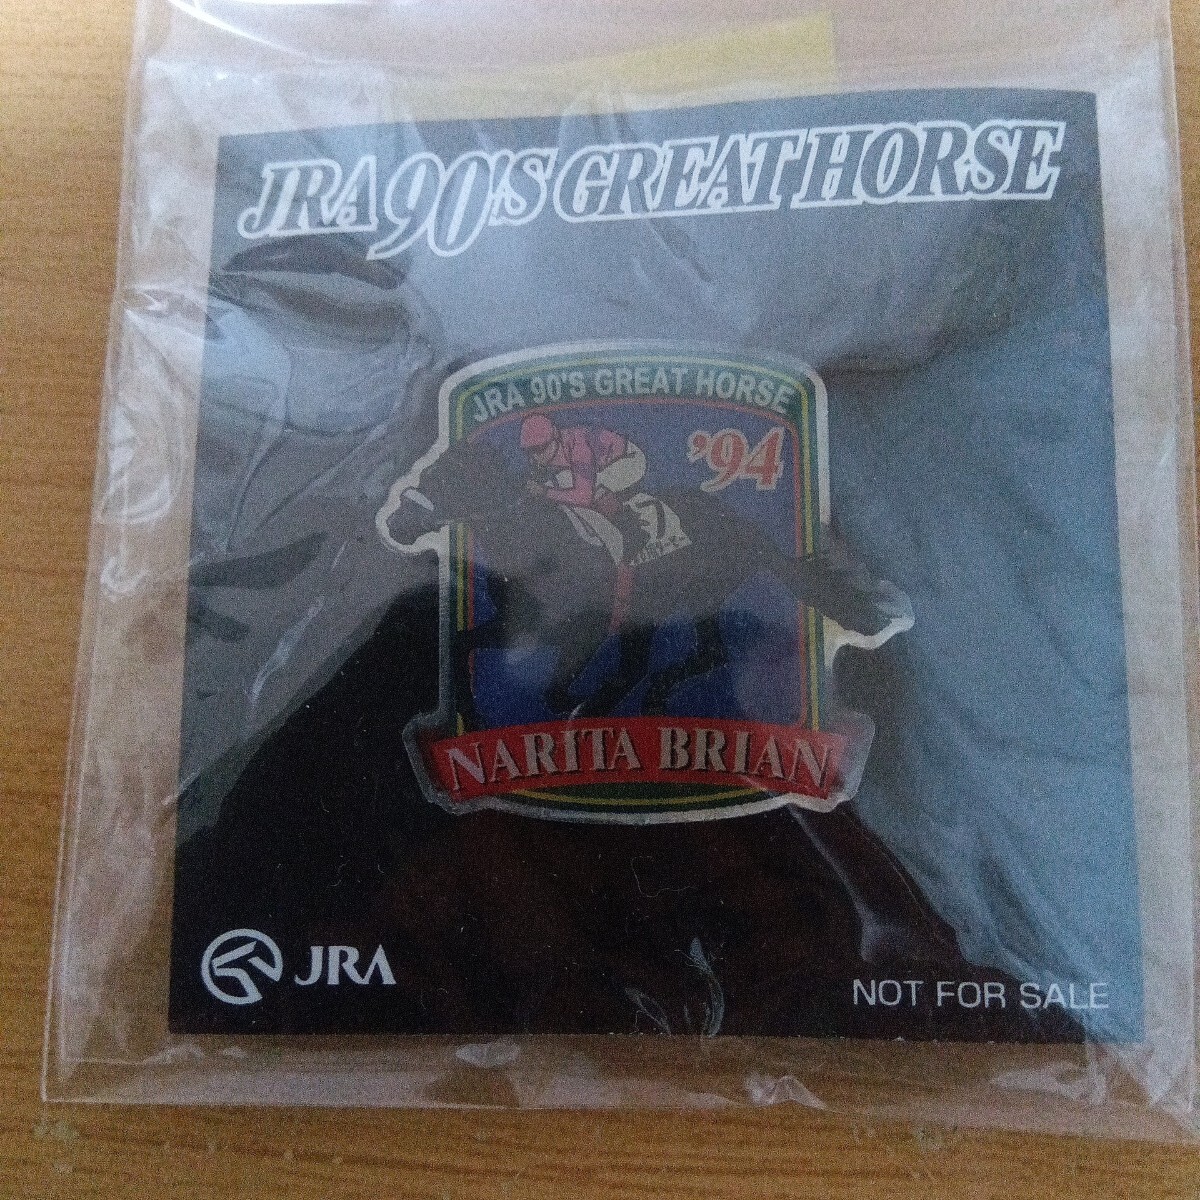 JRA 90'S GREAT HORSE
JRA 90'S GREAT HORSE
'94
NARITA BRIAN
JRA
NOT FOR SALE